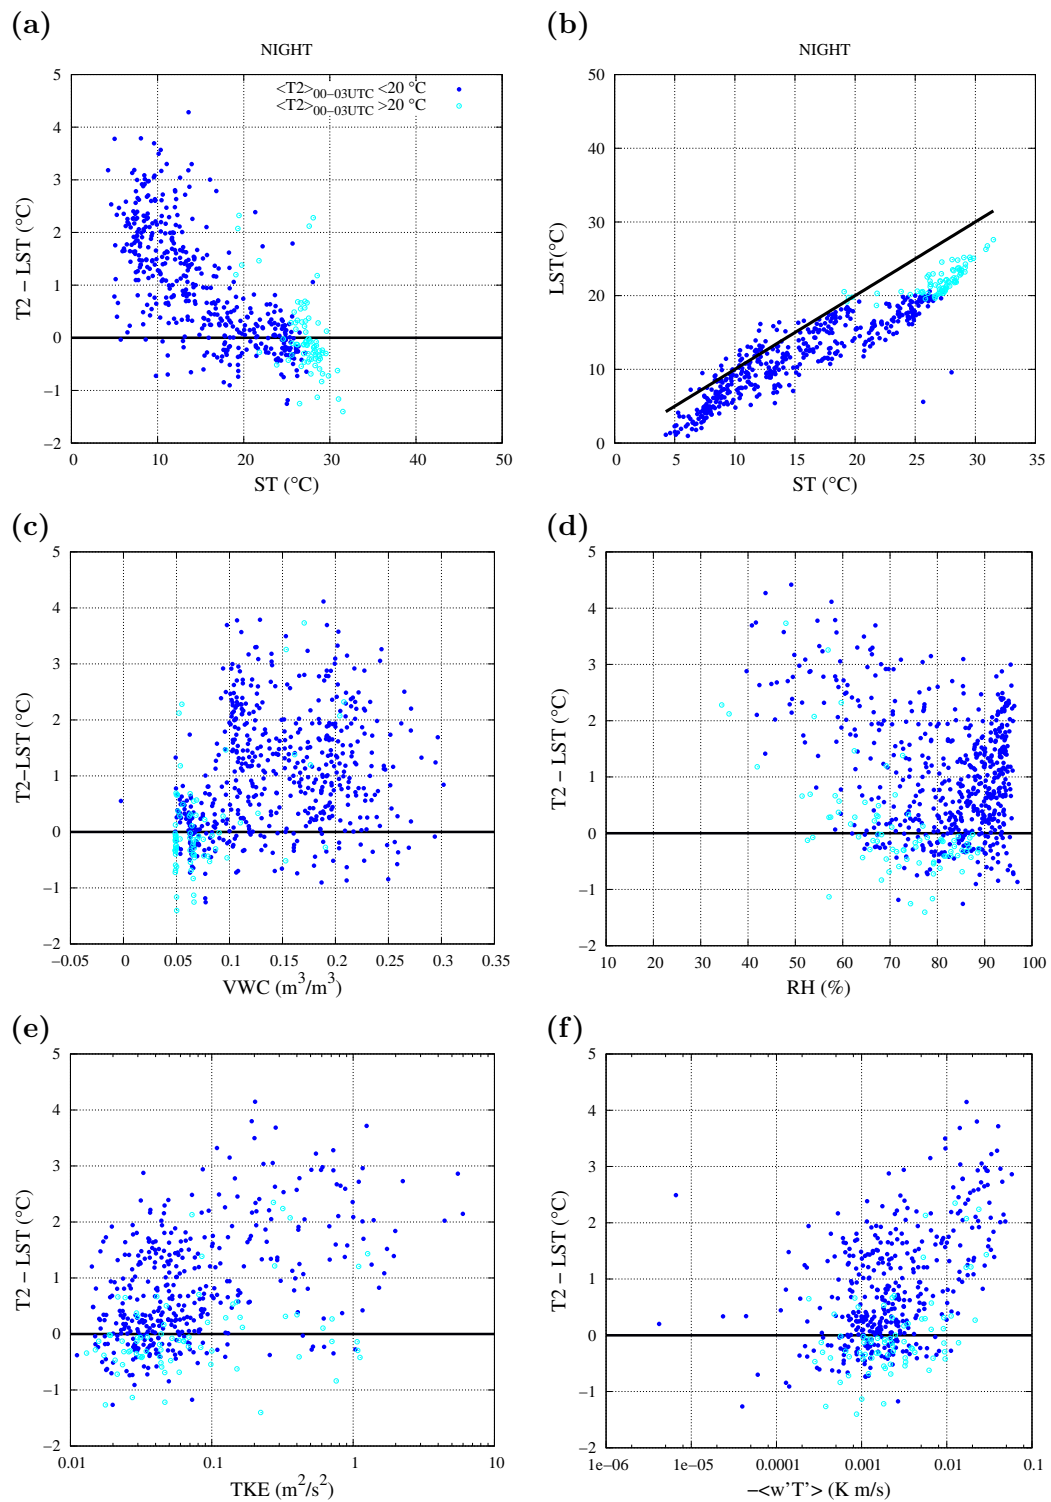 (a)
NIGHT
<T2>00−03UTC <20 °C
<T2>00−03UTC >20 °C
T2 − LST (°C)
5
4
3
2
1
0
−1
−2
0 10 20 30 40 50
ST (°C)
(b)
NIGHT
LST(°C)
50
40
30
20
10
0
0 5 10 15 20 25 30 35
ST (°C)
(c)
T2−LST (°C)
5
4
3
2
1
0
−1
−2
−0.05 0 0.05 0.1 0.15 0.2 0.25 0.3 0.35
VWC (m³/m³)
(d)
T2 − LST (°C)
5
4
3
2
1
0
−1
−2
10 20 30 40 50 60 70 80 90 100
RH (%)
(e)
T2 − LST (°C)
5
4
3
2
1
0
−1
−2
0.01 0.1 1 10
TKE (m²/s²)
(f)
T2 − LST (°C)
5
4
3
2
1
0
−1
−2
1e−06 1e−05 0.0001 0.001 0.01 0.1
−<w'T'> (K m/s)